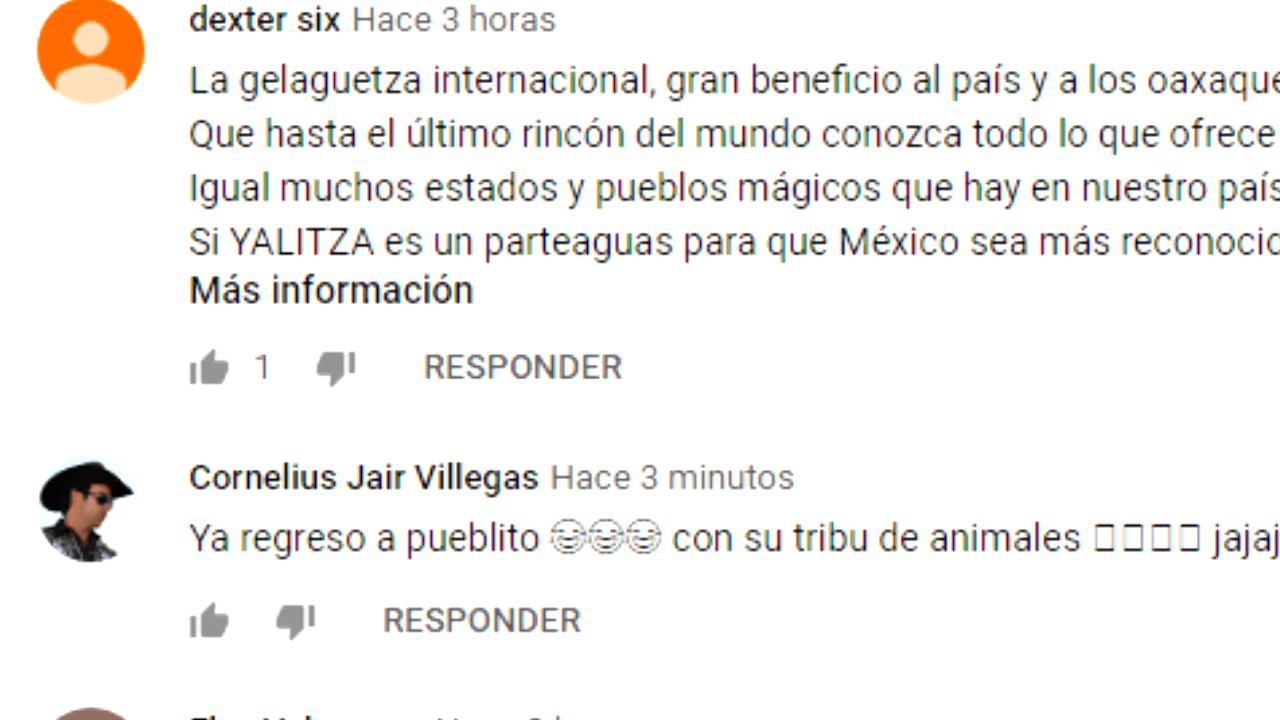 dexter six Hace 3 horas
La gelaguetza internacional, gran beneficio al país y a los
Que hasta el último rincón del mundo conozca todo lo que ofrece
Igual muchos estados y pueblos mágicos que hay en nuestro país
Si YALITZA es un parteaguas para que México sea más
Más información
1 RESPONDER
Cornelius Jair Villegas Hace 3 minutos
Ya regreso a pueblito 😂😂😂 con su tribu de animales □□□□ jajaj
RESPONDER